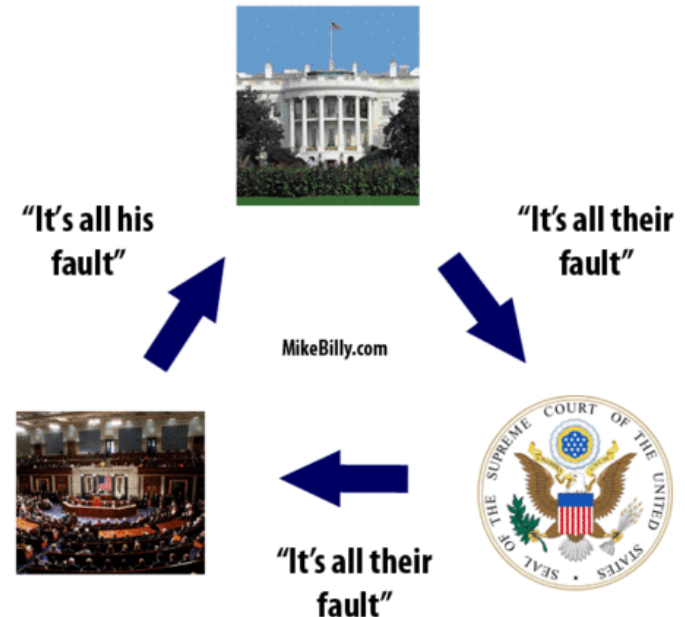 “It’s all his
fault”
“It’s all their
fault”
MikeBilly.com
SEAL OF THE SUPREME COURT OF THE UNITED STATES
“It’s all their
fault”